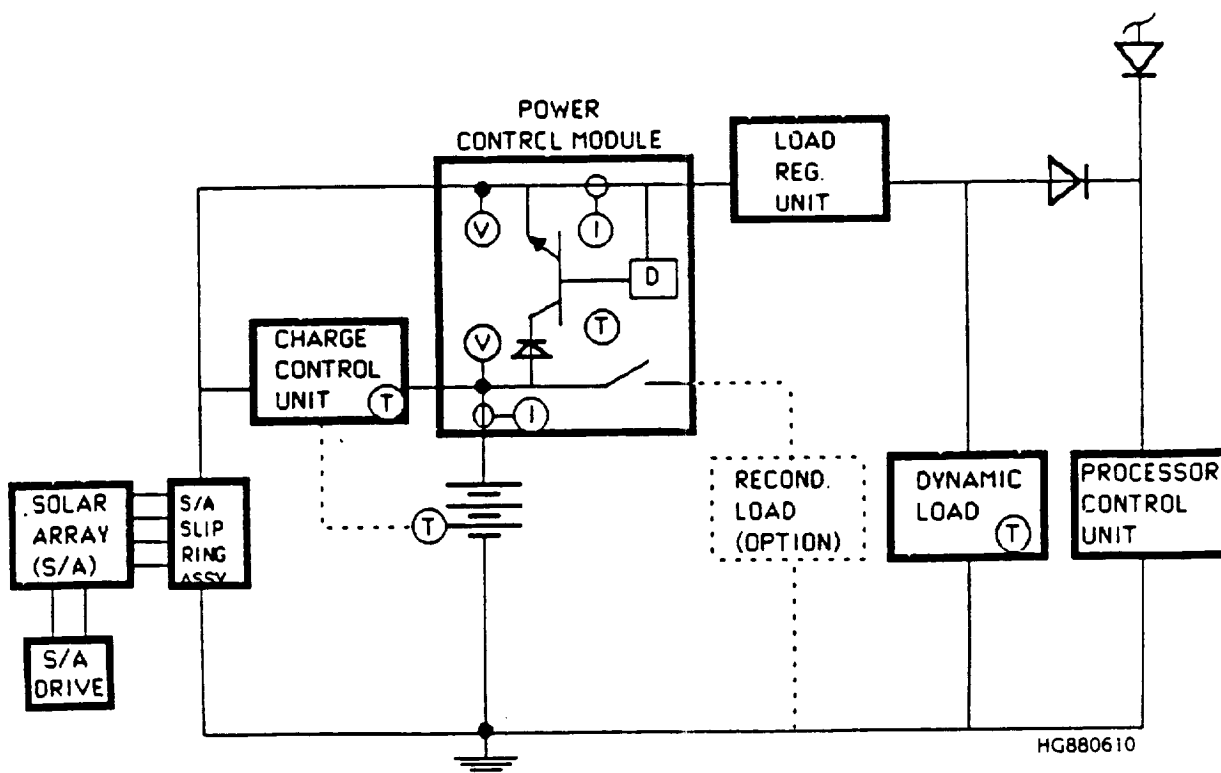 POWER
CONTRCL MODULE
LOAD
REG.
UNIT
V
I
D
T
V
I
CHARGE
CONTROL
UNIT
T
SOLAR
ARRAY
(S/A)
S/A
SLIP
RING
ASSY
T
RECOND.
LOAD
(OPTION)
DYNAMIC
LOAD
T
PROCESSOR
CONTROL
UNIT
S/A
DRIVE
HG880610